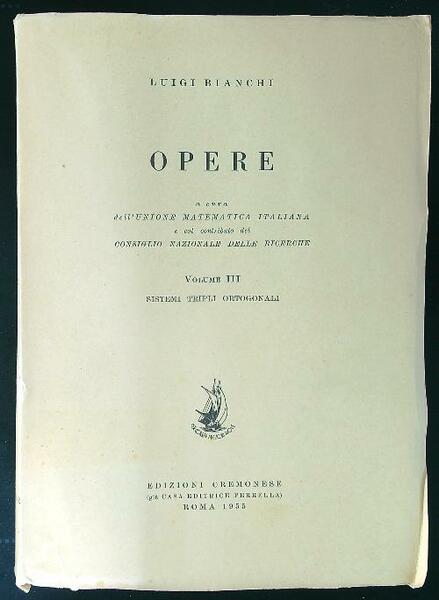 LUIGI BIANCHI
OPERE
a cura
dell'UNIONE MATEMATICA ITALIANA
e col contributo del
CONSIGLIO NAZIONALE DELLE RICERCHE
VOLUME III
SISTEMI TRIPLI ORTOGONALI
EDIZIONI CREMONESE
(già CASA EDITRICE PERRELLA)
ROMA 1955